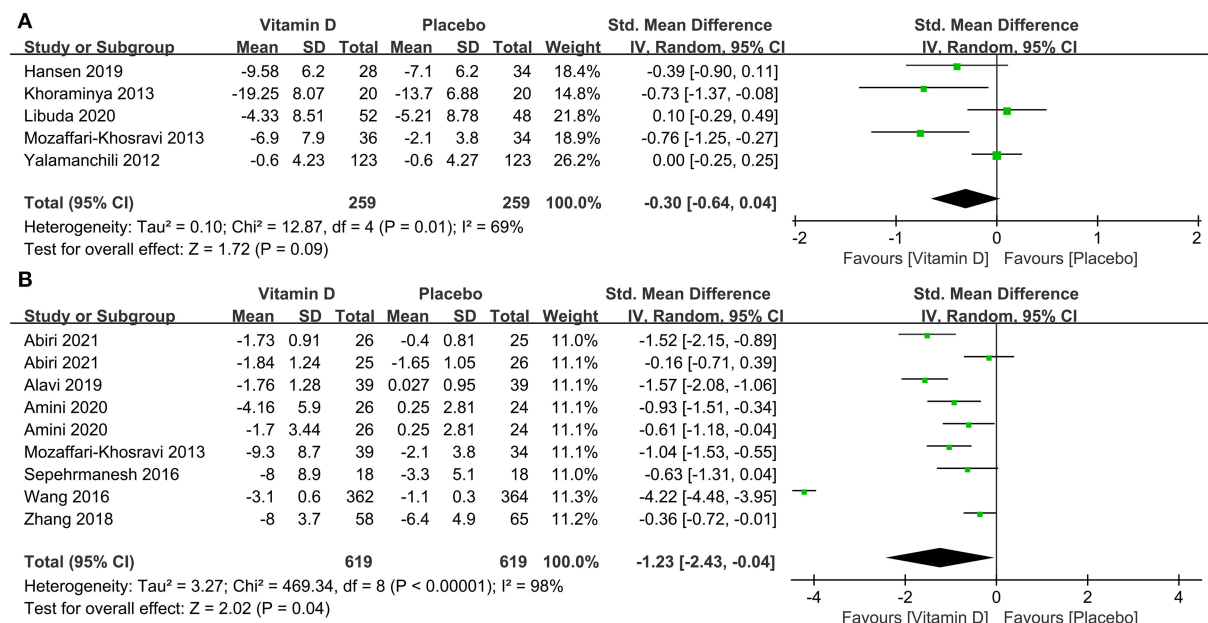 A
Vitamin D Placebo Std. Mean Difference Std. Mean Difference
Study or Subgroup Mean SD Total Mean SD Total Weight IV, Random, 95% CI IV, Random, 95% CI
Hansen 2019 -9.58 6.2 28 -7.1 6.2 34 18.4% -0.39 [-0.90, 0.11]
Khoraminya 2013 -19.25 8.07 20 -13.7 6.88 20 14.8% -0.73 [-1.37, -0.08]
Libuda 2020 -4.33 8.51 52 -5.21 8.78 48 21.8% 0.10 [-0.29, 0.49]
Mozaffari-Khosravi 2013 -6.9 7.9 36 -2.1 3.8 34 18.9% -0.76 [-1.25, -0.27]
Yalamanchili 2012 -0.6 4.23 123 -0.6 4.27 123 26.2% 0.00 [-0.25, 0.25]
Total (95% CI) 259 259 100.0% -0.30 [-0.64, 0.04]
Heterogeneity: Tau² = 0.10; Chi² = 12.87, df = 4 (P = 0.01); I² = 69%
Test for overall effect: Z = 1.72 (P = 0.09)
-2 -1 0 1 2
Favours [Vitamin D] Favours [Placebo]
B
Vitamin D Placebo Std. Mean Difference Std. Mean Difference
Study or Subgroup Mean SD Total Mean SD Total Weight IV, Random, 95% CI IV, Random, 95% CI
Abiri 2021 -1.73 0.91 26 -0.4 0.81 25 11.0% -1.52 [-2.15, -0.89]
Abiri 2021 -1.84 1.24 25 -1.65 1.05 26 11.1% -0.16 [-0.71, 0.39]
Alavi 2019 -1.76 1.28 39 0.027 0.95 39 11.1% -1.57 [-2.08, -1.06]
Amini 2020 -4.16 5.9 26 0.25 2.81 24 11.1% -0.93 [-1.51, -0.34]
Amini 2020 -1.7 3.44 26 0.25 2.81 24 11.1% -0.61 [-1.18, -0.04]
Mozaffari-Khosravi 2013 -9.3 8.7 39 -2.1 3.8 34 11.1% -1.04 [-1.53, -0.55]
Sepehrmanesh 2016 -8 8.9 18 -3.3 5.1 18 11.0% -0.63 [-1.31, 0.04]
Wang 2016 -3.1 0.6 362 -1.1 0.3 364 11.3% -4.22 [-4.48, -3.95]
Zhang 2018 -8 3.7 58 -6.4 4.9 65 11.2% -0.36 [-0.72, -0.01]
Total (95% CI) 619 619 100.0% -1.23 [-2.43, -0.04]
Heterogeneity: Tau² = 3.27; Chi² = 469.34, df = 8 (P < 0.00001); I² = 98%
Test for overall effect: Z = 2.02 (P = 0.04)
-4 -2 0 2 4
Favours [Vitamin D] Favours [Placebo]